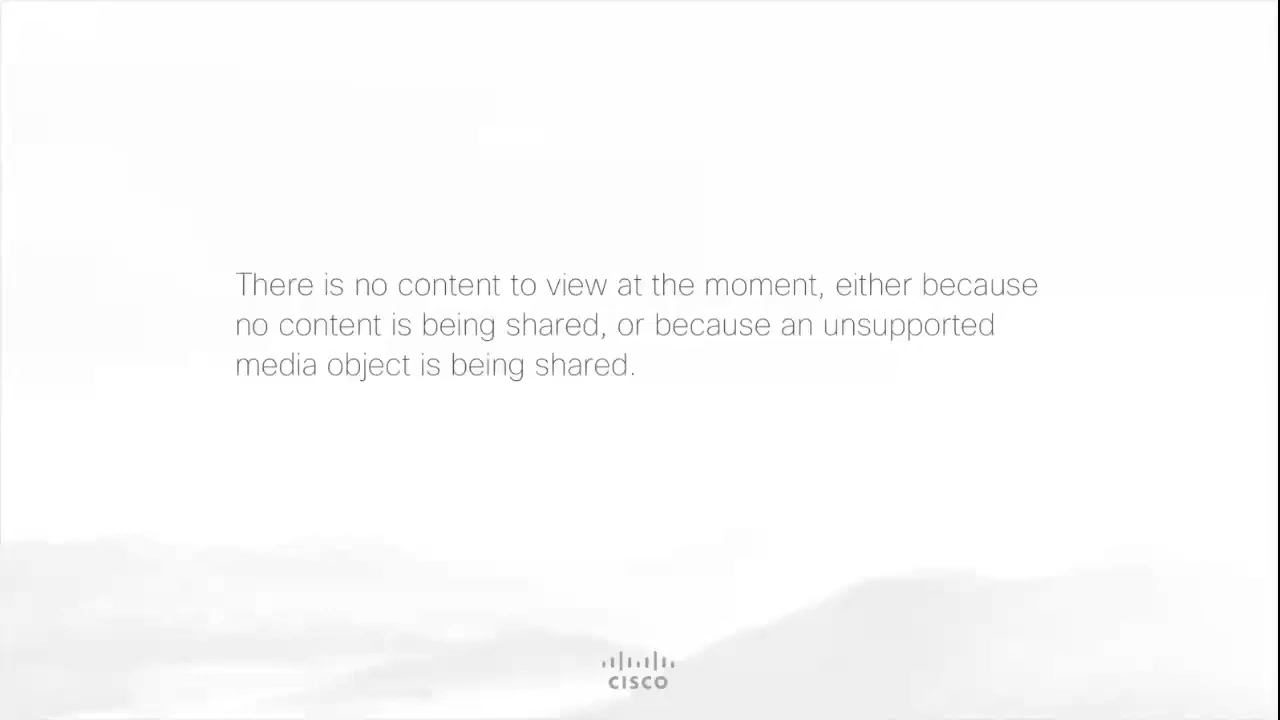 There is no content to view at the moment, either because
no content is being shared, or because an unsupported
media object is being shared.
CISCO